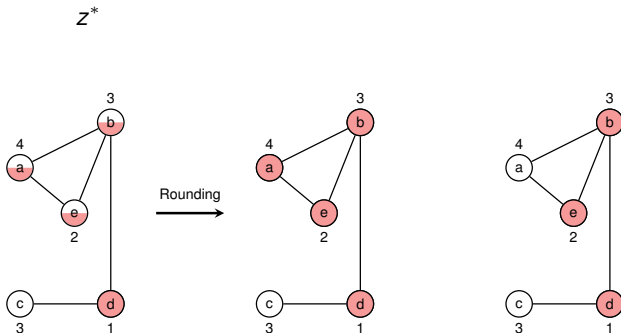 z*
3 3 3
b b b
4 4 4
a a a
Rounding
e e e
2 2 2
c d c d c d
3 1 3 1 3 1